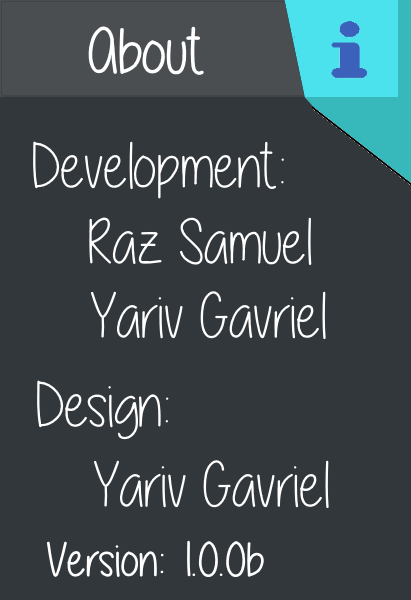 About
Development:
Raz Samuel
Yariv Gavriel
Design:
Yariv Gavriel
Version: 1.0.0b